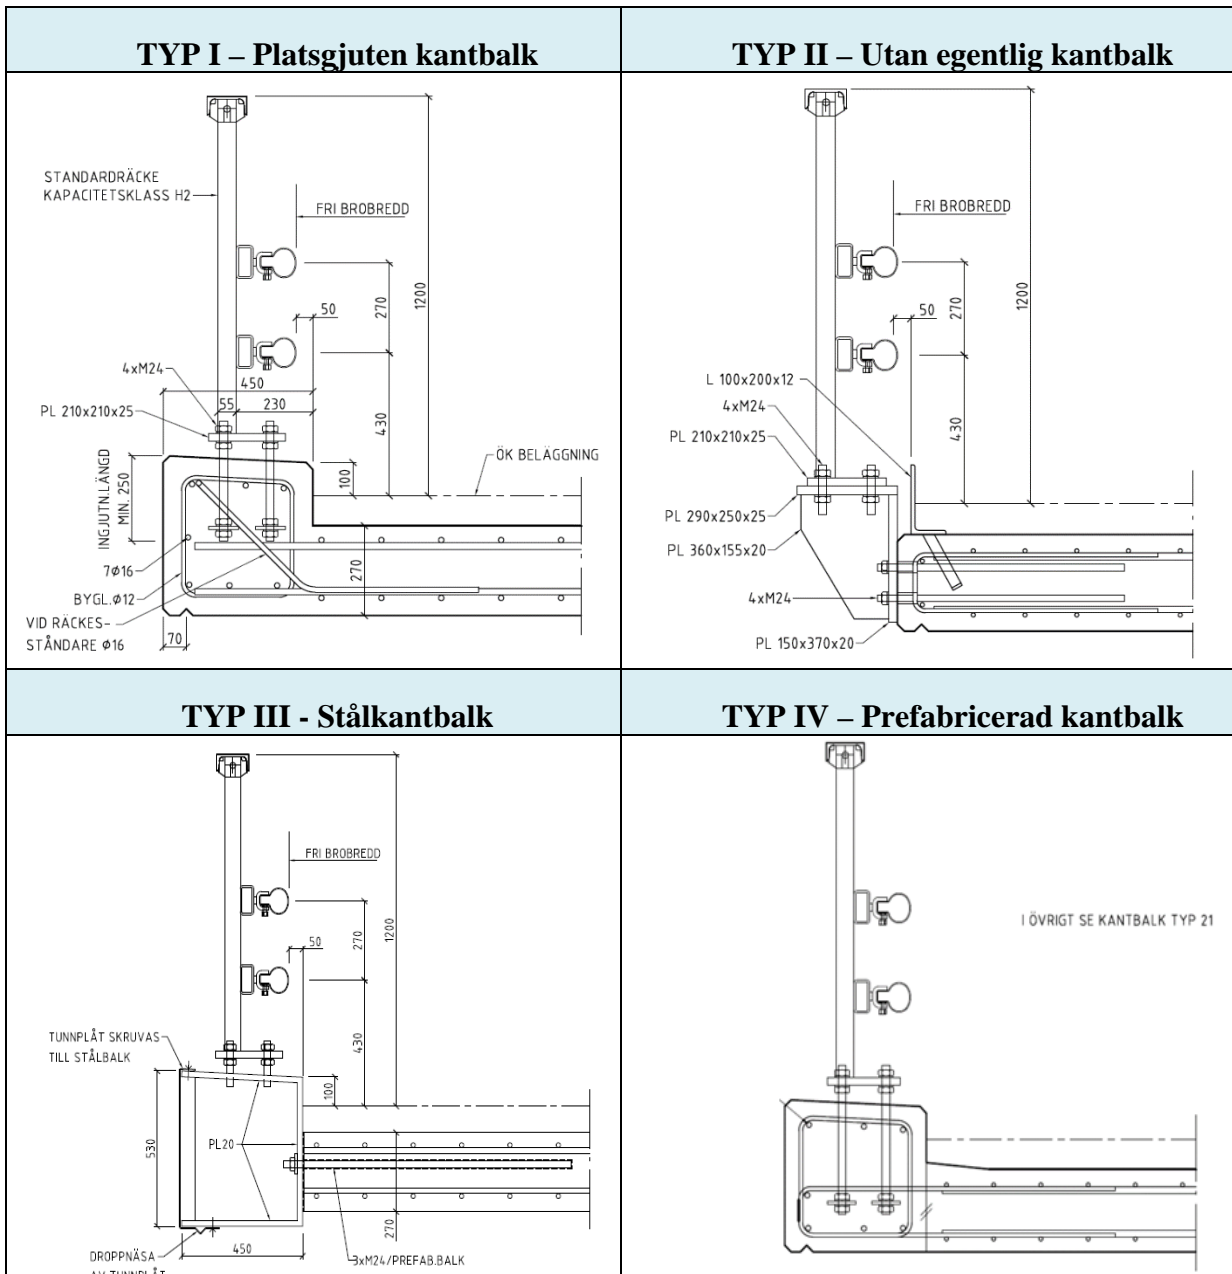 TYP I – Platsgjuten kantbalk
STANDARDRÄCKE
KAPACITETSKLASS H2
FRI BROBREDD
1200
270
50
4xM24
450
PL 210x210x25
55
230
430
ÖK BELÄGGNING
100
INGJUTN.LÄNGD
MIN. 250
7ø16
BYGL.ø12
270
VID RÄCKES-
STÅNDARE ø16
70
TYP II – Utan egentlig kantbalk
FRI BROBREDD
1200
270
50
L 100x200x12
4xM24
PL 210x210x25
430
PL 290x250x25
PL 360x155x20
4xM24
PL 150x370x20
TYP III - Stålkantbalk
FRI BROBREDD
1200
270
50
TUNNPLÅT SKRUVAS
TILL STÅLBALK
430
100
530
PL20
270
450
DROPPNÄSA
AV TUNNPLÅT
3xM24/PREFAB.BALK
TYP IV – Prefabricerad kantbalk
I ÖVRIGT SE KANTBALK TYP 21